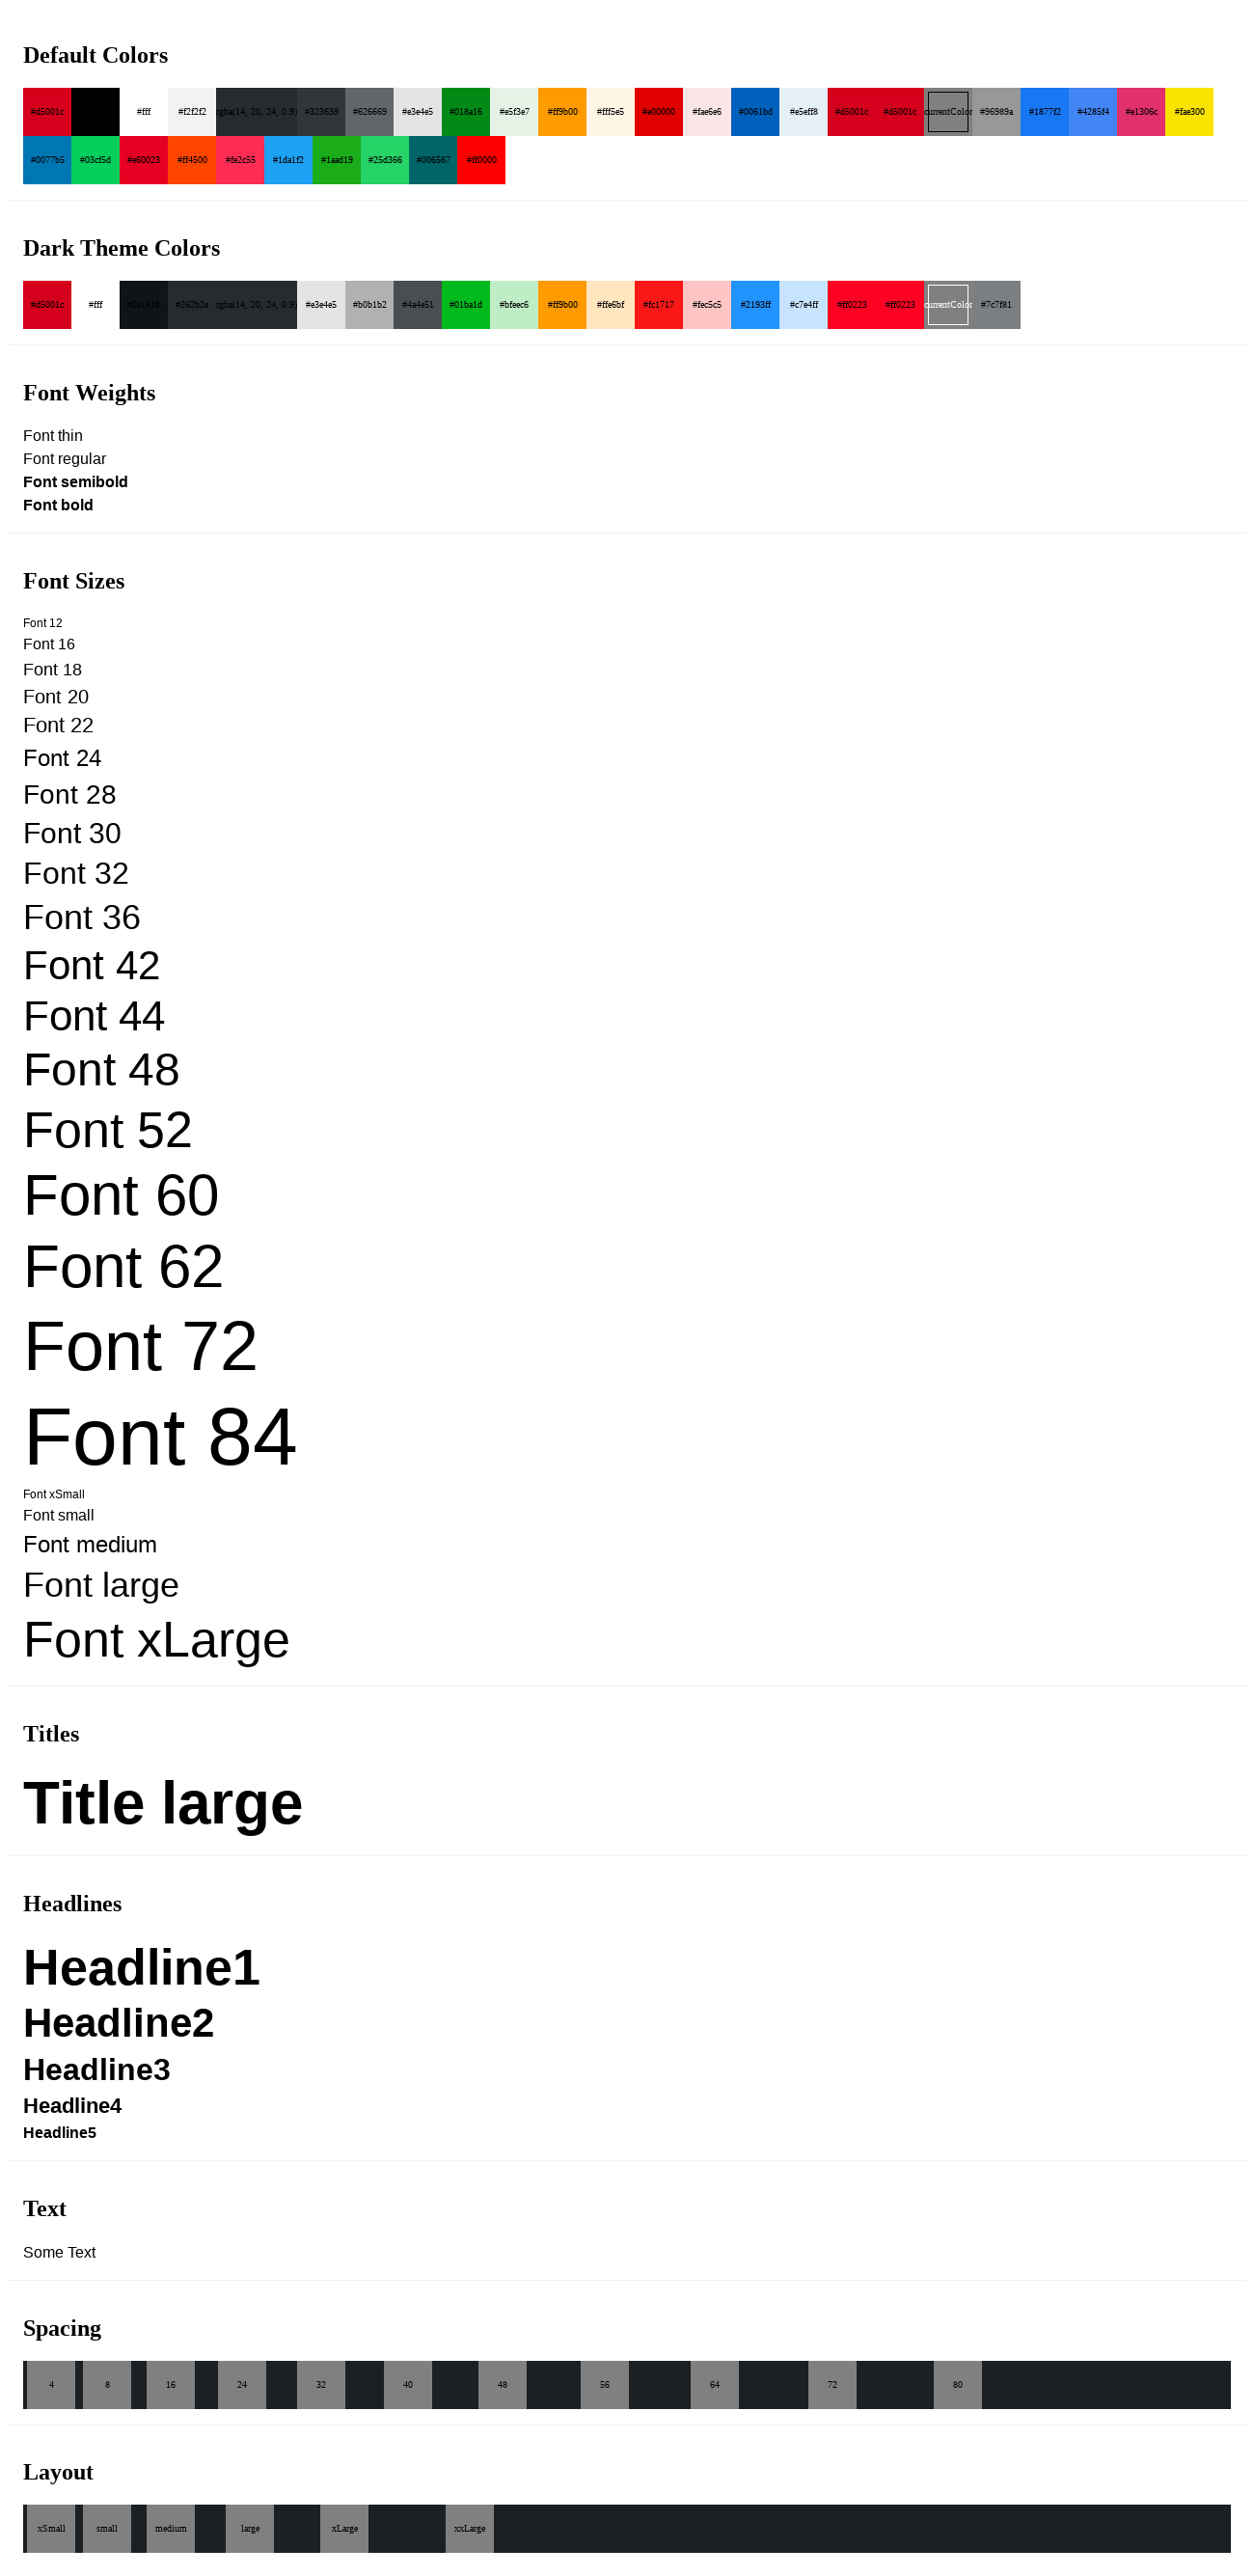 Default Colors
#d5001c #fff #f2f2f2 rgba(14, 20, 24, 0.9) #323639 #626669 #e3e4e5 #018a16 #e5f3e7 #ff9b00 #fff5e5 #e00000 #fae6e6 #0061bd #e5eff8 #d5001c #d5001c currentColor #96989a #1877f2 #4285f4 #e1306c #fae300
#0077b5 #03cf5d #e60023 #ff4500 #fe2c55 #1da1f2 #1aad19 #25d366 #006567 #ff0000
Dark Theme Colors
#d5001c #fff #0e1418 #262b2e rgba(14, 20, 24, 0.9) #e3e4e5 #b0b1b2 #4a4e51 #01ba1d #bfeec6 #ff9b00 #ffe6bf #fc1717 #fec5c5 #2193ff #c7e4ff #ff0223 #ff0223 currentColor #7c7f81
Font Weights
Font thin
Font regular
Font semibold
Font bold
Font Sizes
Font 12
Font 16
Font 18
Font 20
Font 22
Font 24
Font 28
Font 30
Font 32
Font 36
Font 42
Font 44
Font 48
Font 52
Font 60
Font 62
Font 72
Font 84
Font xSmall
Font small
Font medium
Font large
Font xLarge
Titles
Title large
Headlines
Headline1
Headline2
Headline3
Headline4
Headline5
Text
Some Text
Spacing
4 8 16 24 32 40 48 56 64 72 80
Layout
xSmall small medium large xLarge xxLarge